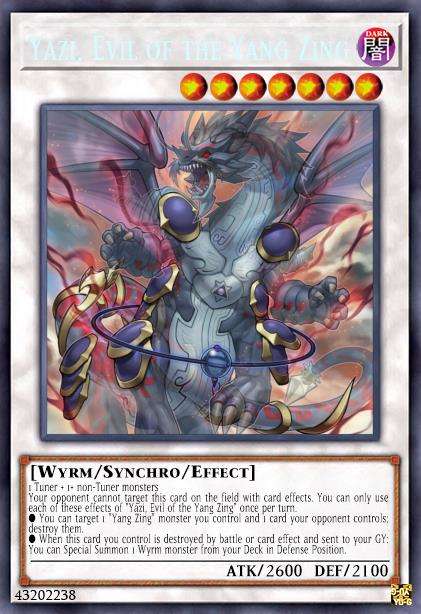 Yazi, Evil of the Yang Zing
DARK
闇
[Wyrm/Synchro/Effect]
1 Tuner + 1+ non-Tuner monsters
Your opponent cannot target this card on the field with card effects. You can only use
each of these effects of "Yazi, Evil of the Yang Zing" once per turn.
● You can target 1 "Yang Zing" monster you control and 1 card your opponent controls;
destroy them.
● When this card you control is destroyed by battle or card effect and sent to your GY:
You can Special Summon 1 Wyrm monster from your Deck in Defense Position.
ATK/2600 DEF/2100
43202238